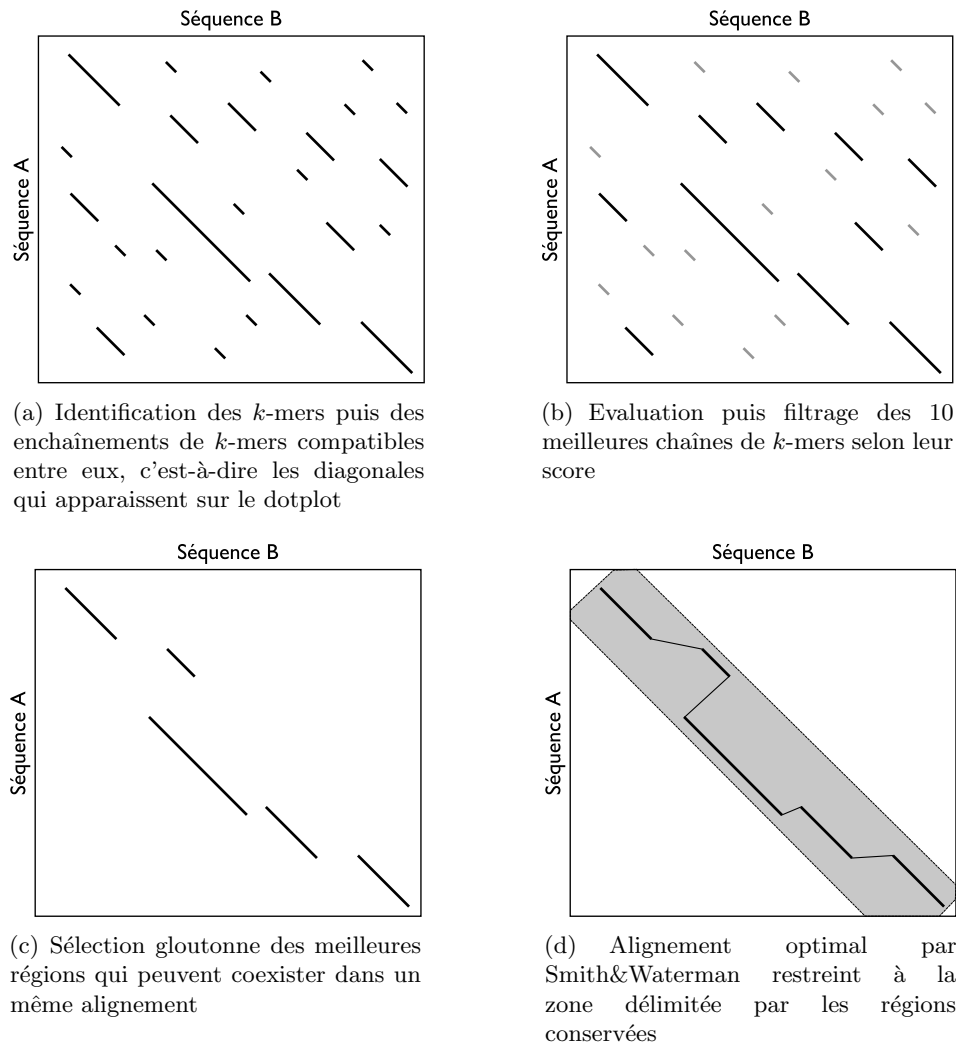 Séquence B
Séquence A
(a) Identification des k-mers puis des
enchaînements de k-mers compatibles
entre eux, c'est-à-dire les diagonales
qui apparaissent sur le dotplot
Séquence B
Séquence A
(b) Evaluation puis filtrage des 10
meilleures chaînes de k-mers selon leur
score
Séquence B
Séquence A
(c) Sélection gloutonne des meilleures
régions qui peuvent coexister dans un
même alignement
Séquence B
Séquence A
(d) Alignement optimal par
Smith&Waterman restreint à la
zone délimitée par les régions
conservées